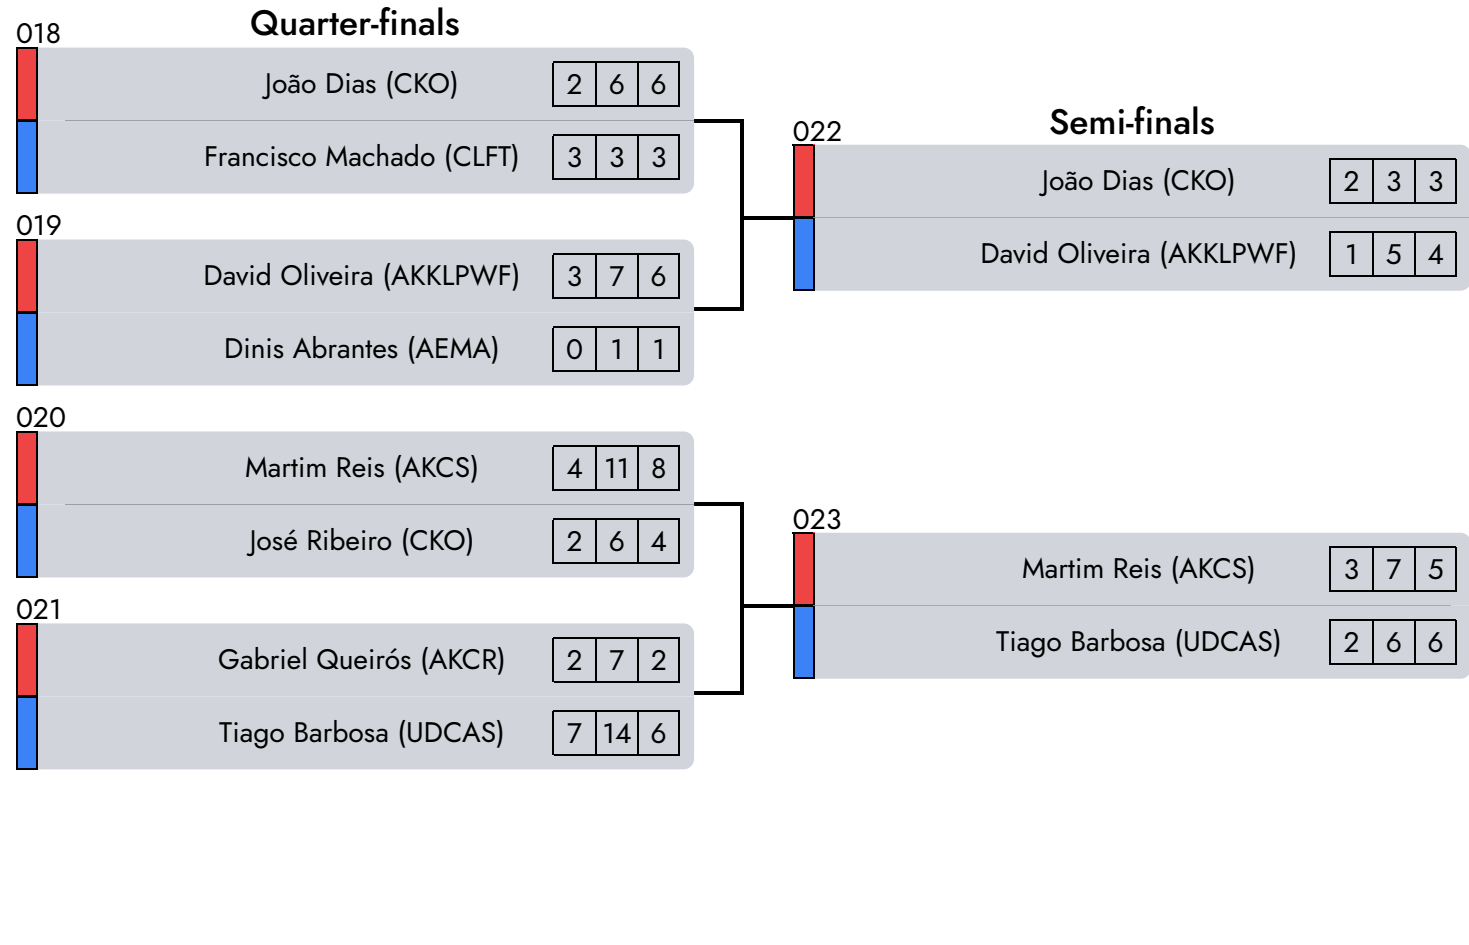 Quarter-finals
018
João Dias (CKO) 2 6 6
Francisco Machado (CLFT) 3 3 3
019
David Oliveira (AKKLPWF) 3 7 6
Dinis Abrantes (AEMA) 0 1 1
020
Martim Reis (AKCS) 4 11 8
José Ribeiro (CKO) 2 6 4
021
Gabriel Queirós (AKCR) 2 7 2
Tiago Barbosa (UDCAS) 7 14 6
Semi-finals
022
João Dias (CKO) 2 3 3
David Oliveira (AKKLPWF) 1 5 4
023
Martim Reis (AKCS) 3 7 5
Tiago Barbosa (UDCAS) 2 6 6